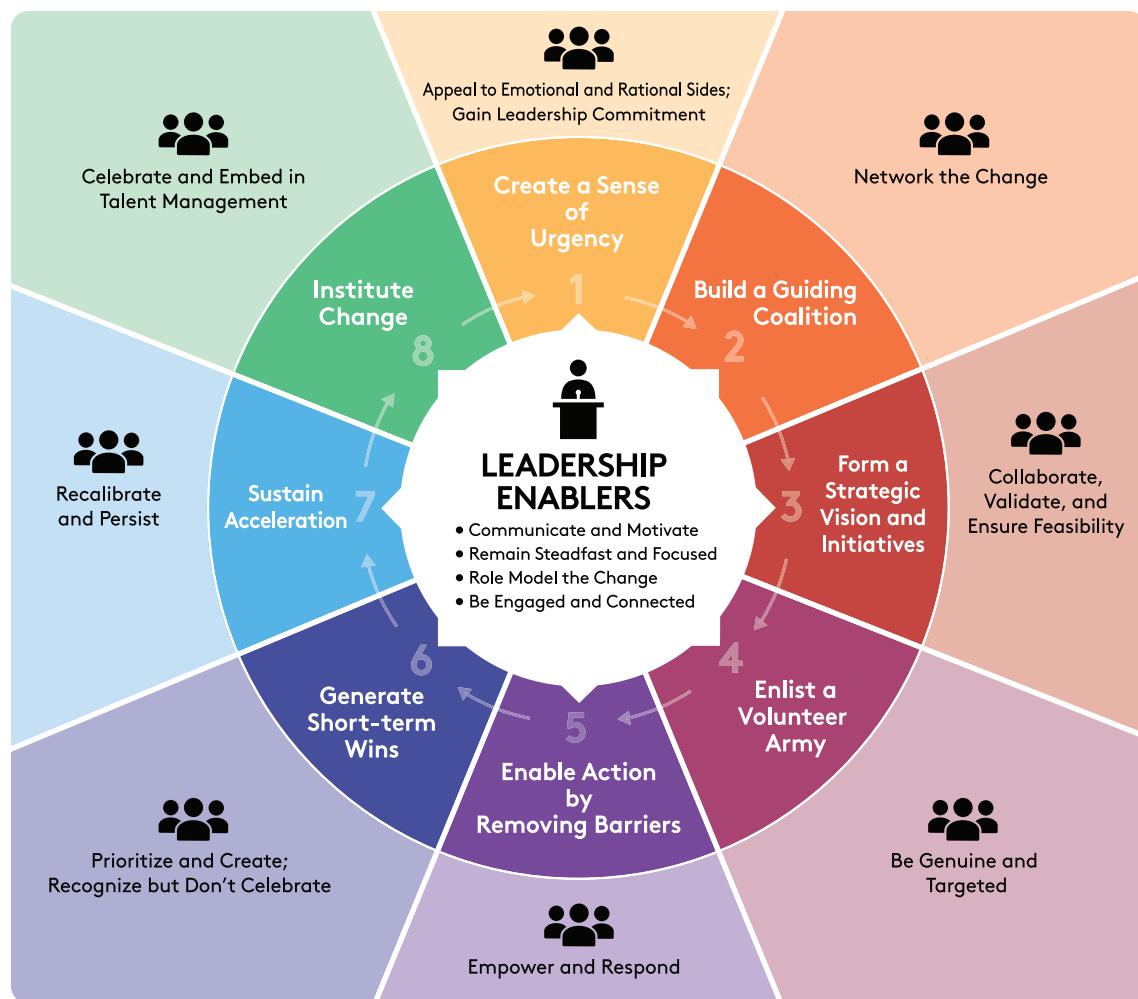 Appeal to Emotional and Rational Sides;
Gain Leadership Commitment
Create a Sense
of
Urgency
1
Network the Change
Build a Guiding
Coalition
2
Collaborate,
Validate, and
Ensure Feasibility
Form a
Strategic
Vision and
Initiatives
3
Be Genuine and
Targeted
Enlist a
Volunteer
Army
4
Empower and Respond
Enable Action
by
Removing Barriers
5
Prioritize and Create;
Recognize but Don't Celebrate
Generate
Short-term
Wins
6
Recalibrate
and Persist
Sustain
Acceleration
7
Celebrate and Embed in
Talent Management
Institute
Change
8
LEADERSHIP
ENABLERS
• Communicate and Motivate
• Remain Steadfast and Focused
• Role Model the Change
• Be Engaged and Connected